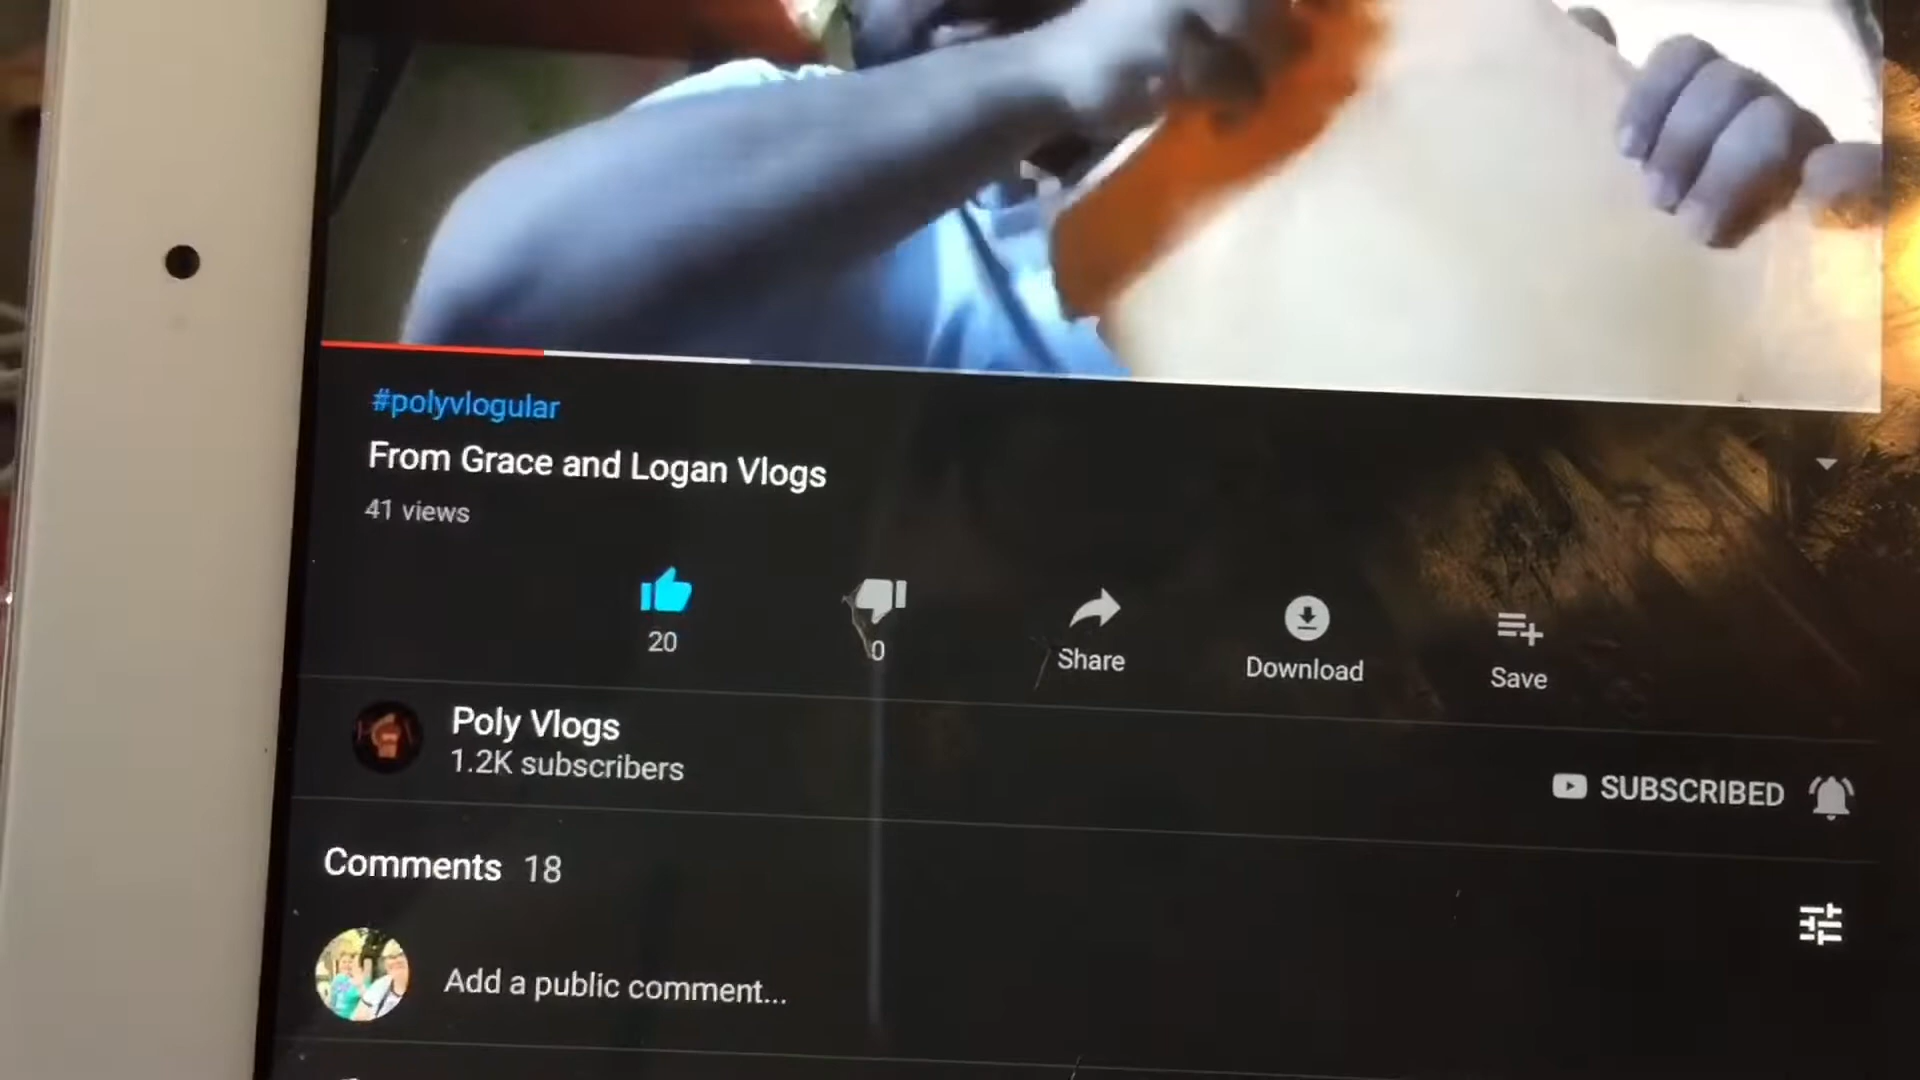 #polyvlogular
From Grace and Logan Vlogs
41 views
20
0
Share
Download
Save
Poly Vlogs
1.2K subscribers
SUBSCRIBED
Comments 18
Add a public comment...